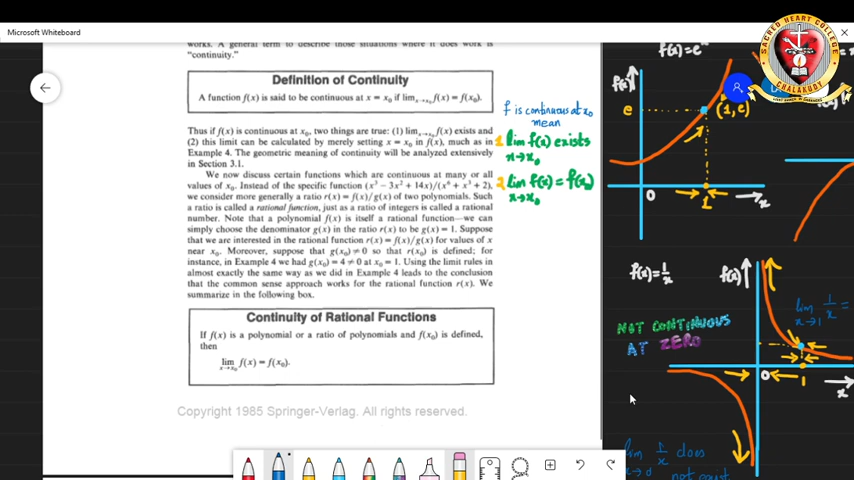 Microsoft Whiteboard
works. A general term to describe those situations where it does work is
"continuity."
Definition of Continuity
A function f(x) is said to be continuous at x = x₀ if limₓ→ₓ₀ f(x) = f(x₀).
Thus if f(x) is continuous at x₀, two things are true: (1) limₓ→ₓ₀ f(x) exists and
(2) this limit can be calculated by merely setting x = x₀ in f(x), much as in
Example 4. The geometric meaning of continuity will be analyzed extensively
in Section 3.1.
We now discuss certain functions which are continuous at many or all
values of x₀. Instead of the specific function (x³ − 3x² + 14x)/(x⁶ + x³ + 2),
we consider more generally a ratio r(x) = f(x)/g(x) of two polynomials. Such
a ratio is called a rational function, just as a ratio of integers is called a rational
number. Note that a polynomial f(x) is itself a rational function—we can
simply choose the denominator g(x) in the ratio r(x) to be g(x) = 1. Suppose
that we are interested in the rational function r(x) = f(x)/g(x) for values of x
near x₀. Moreover, suppose that g(x₀) ≠ 0 so that r(x₀) is defined; for
instance, in Example 4 we had g(x₀) = 4 ≠ 0 at x₀ = 1. Using the limit rules in
almost exactly the same way as we did in Example 4 leads to the conclusion
that the common sense approach works for the rational function r(x). We
summarize in the following box.
Continuity of Rational Functions
If f(x) is a polynomial or a ratio of polynomials and f(x₀) is defined,
then
lim f(x) = f(x₀).
x→x₀
Copyright 1985 Springer-Verlag. All rights reserved.
f is continuous at x₀
mean
1 lim f(x) exists
x→x₀
2 lim f(x) = f(x₀)
x→x₀
f(x)
e
(1, e)
0
1
x
f(x) = 1/x
f(x)
NOT CONTINUOUS
AT ZERO
lim 1/x =
x→1
0
1
x
lim 1/x does
x→0 not exist
SACRED HEART COLLEGE
CHALAKUDY